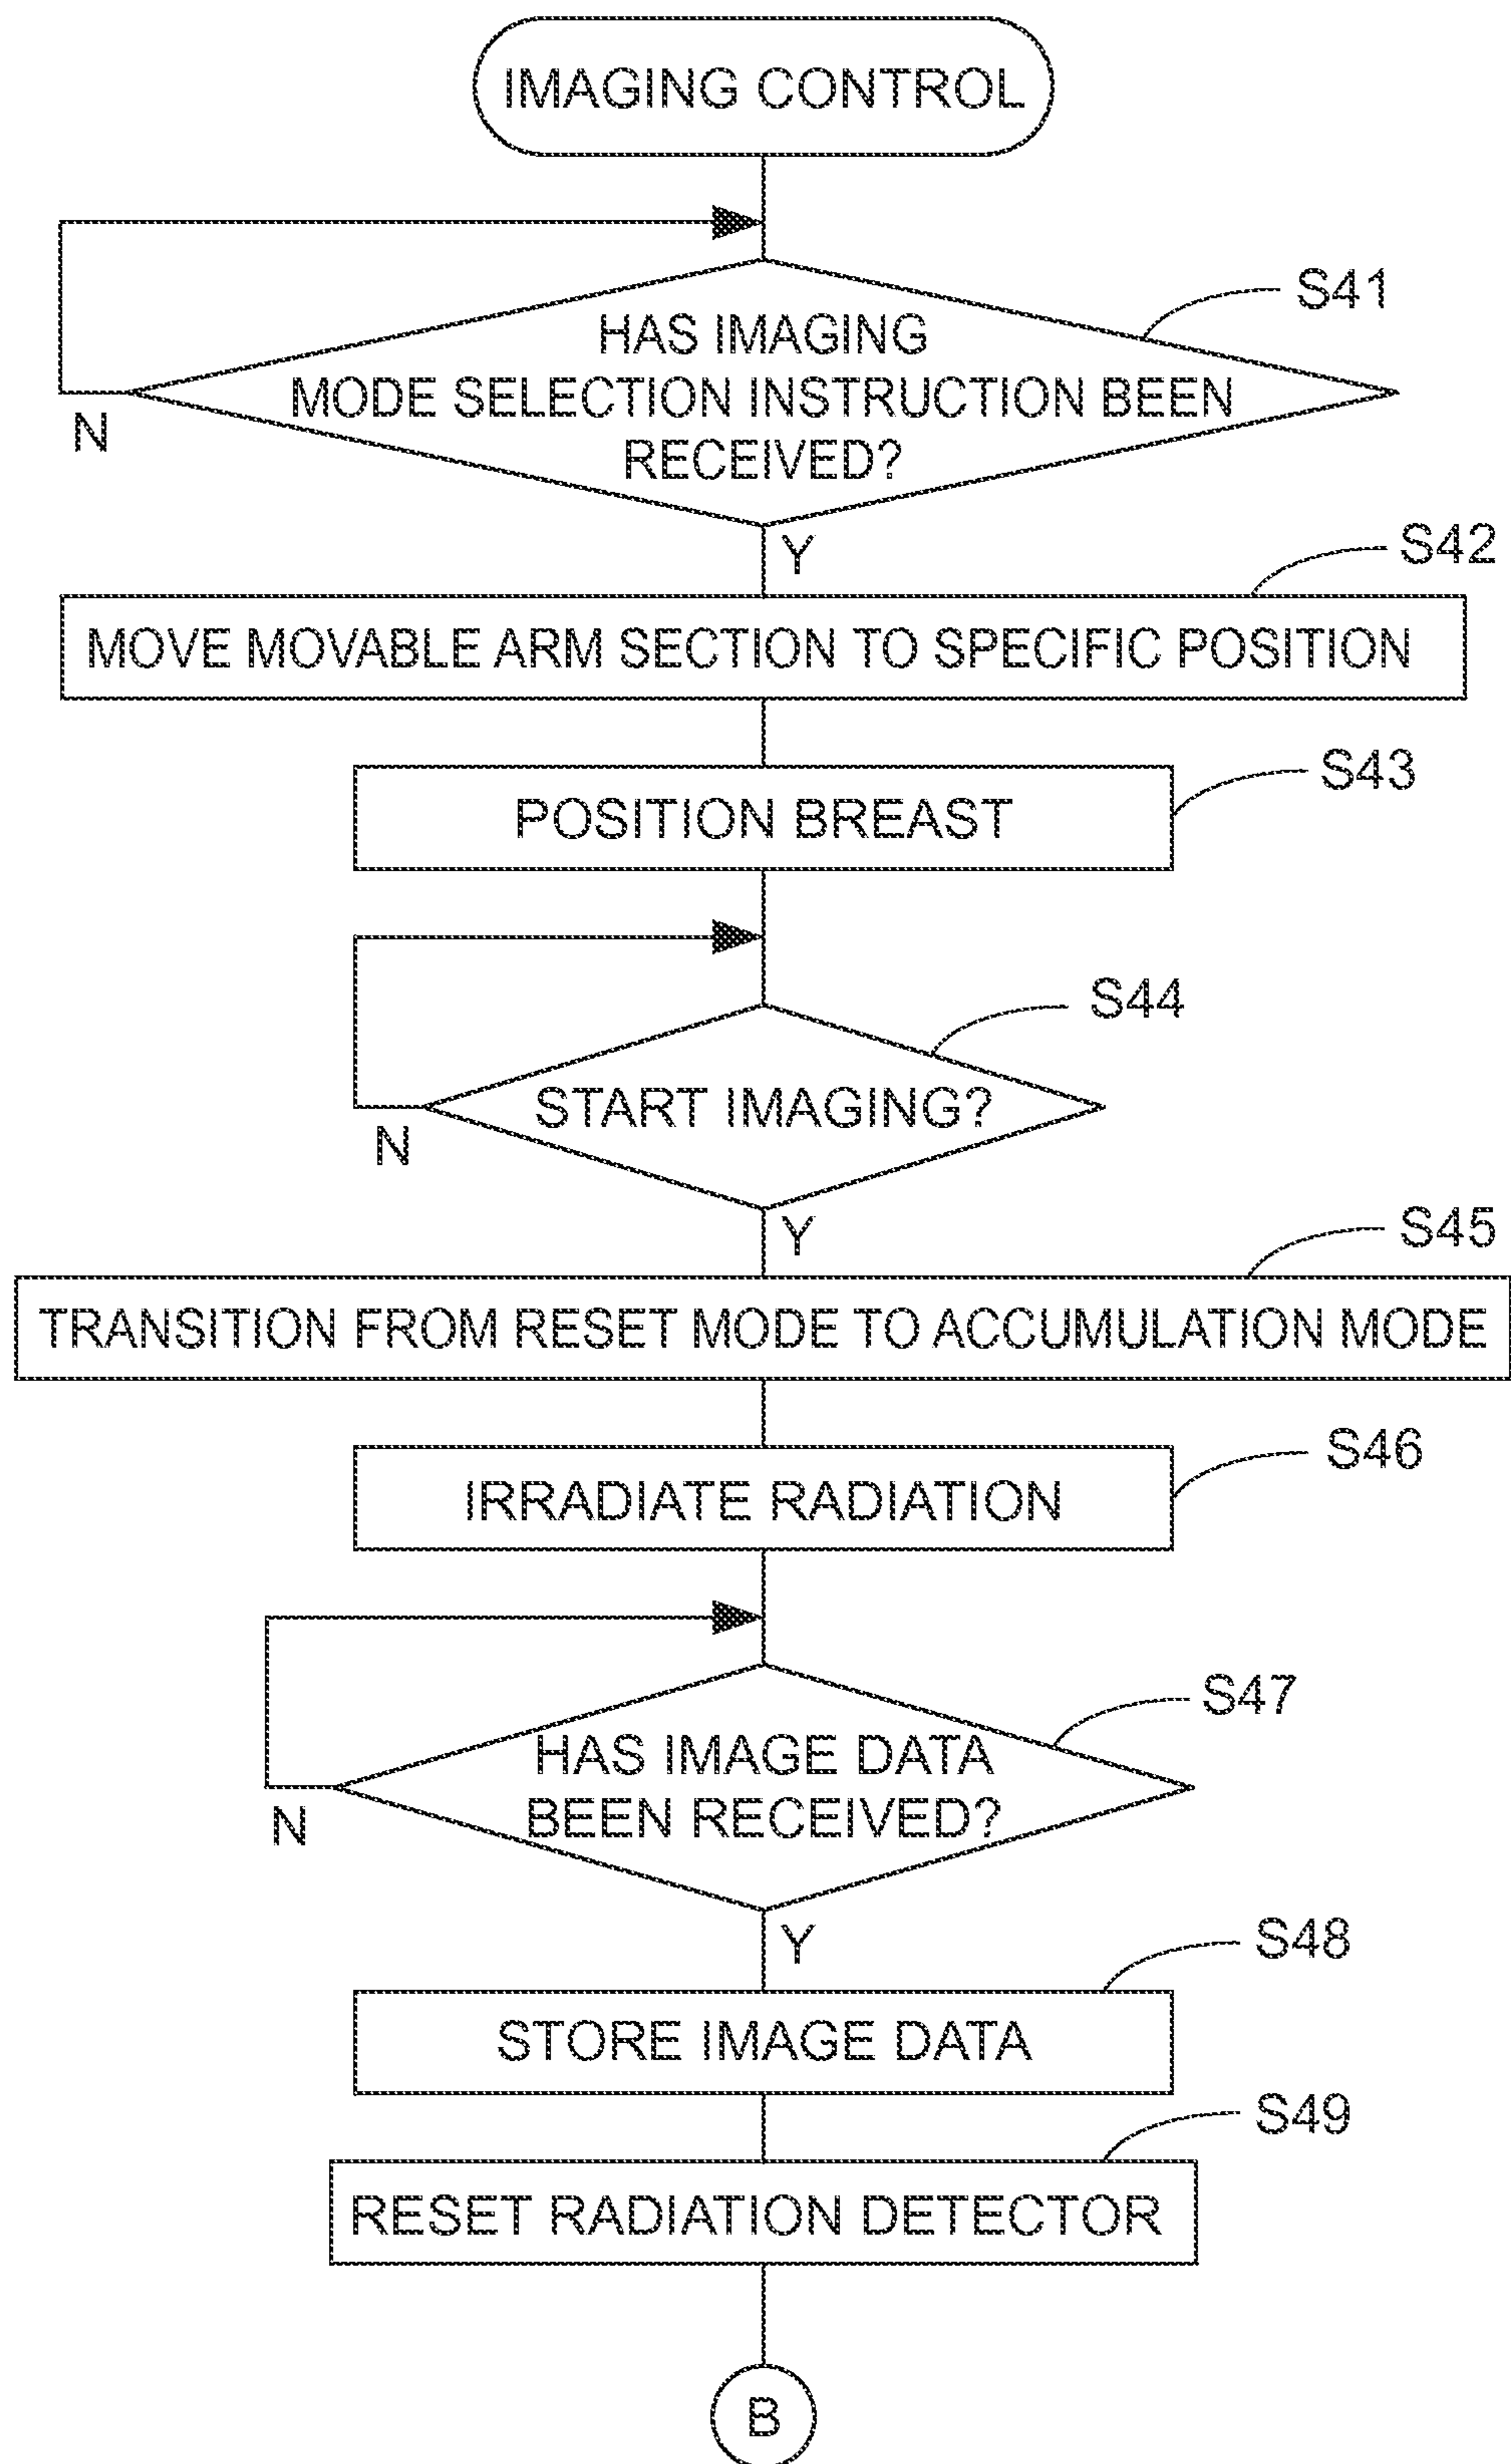 IMAGING CONTROL
S41
HAS IMAGING
MODE SELECTION INSTRUCTION BEEN
RECEIVED?
N
Y
S42
MOVE MOVABLE ARM SECTION TO SPECIFIC POSITION
S43
POSITION BREAST
S44
START IMAGING?
N
Y
S45
TRANSITION FROM RESET MODE TO ACCUMULATION MODE
S46
IRRADIATE RADIATION
S47
HAS IMAGE DATA
BEEN RECEIVED?
N
Y
S48
STORE IMAGE DATA
S49
RESET RADIATION DETECTOR
B